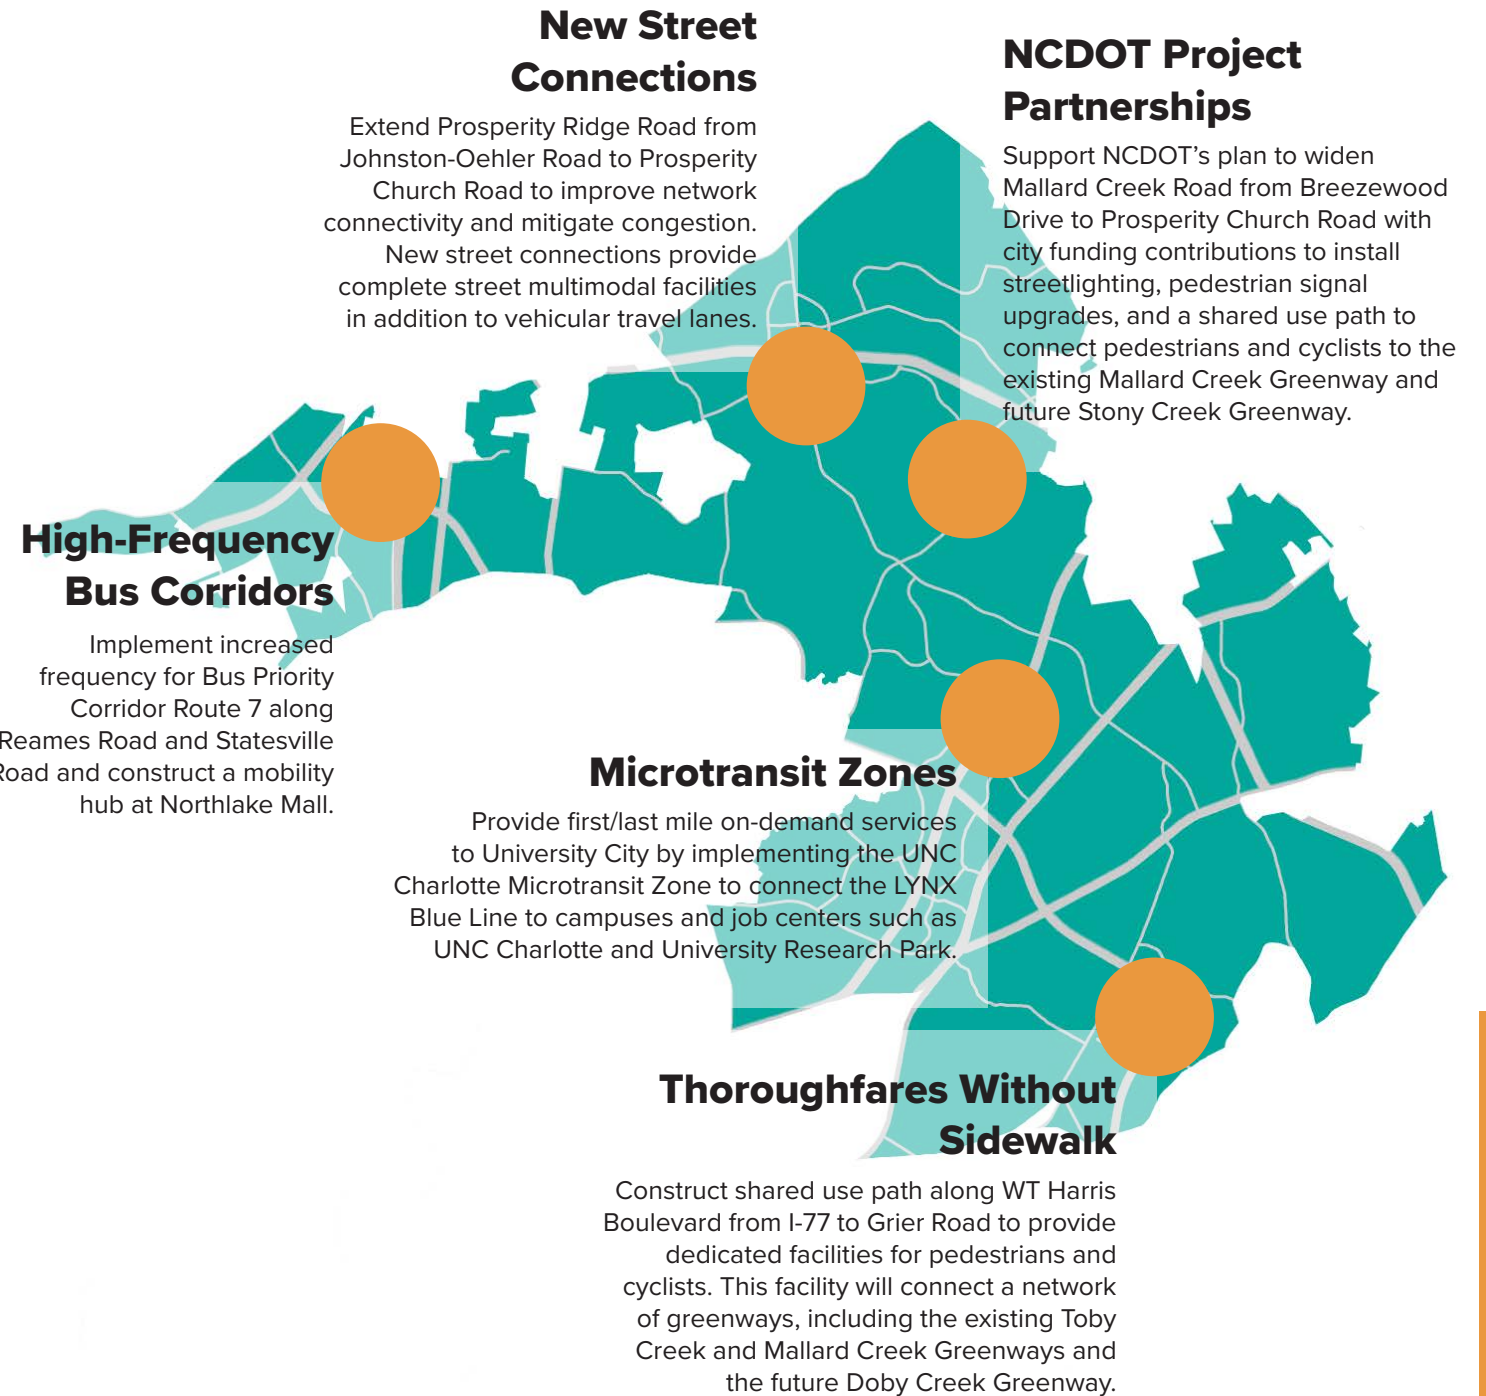 New Street
Connections
Extend Prosperity Ridge Road from
Johnston-Oehler Road to Prosperity
Church Road to improve network
connectivity and mitigate congestion.
New street connections provide
complete street multimodal facilities
in addition to vehicular travel lanes.
NCDOT Project
Partnerships
Support NCDOT’s plan to widen
Mallard Creek Road from Breezewood
Drive to Prosperity Church Road with
city funding contributions to install
streetlighting, pedestrian signal
upgrades, and a shared use path to
connect pedestrians and cyclists to the
existing Mallard Creek Greenway and
future Stony Creek Greenway.
High-Frequency
Bus Corridors
Implement increased
frequency for Bus Priority
Corridor Route 7 along
Reames Road and Statesville
Road and construct a mobility
hub at Northlake Mall.
Microtransit Zones
Provide first/last mile on-demand services
to University City by implementing the UNC
Charlotte Microtransit Zone to connect the LYNX
Blue Line to campuses and job centers such as
UNC Charlotte and University Research Park.
Thoroughfares Without
Sidewalk
Construct shared use path along WT Harris
Boulevard from I-77 to Grier Road to provide
dedicated facilities for pedestrians and
cyclists. This facility will connect a network
of greenways, including the existing Toby
Creek and Mallard Creek Greenways and
the future Doby Creek Greenway.